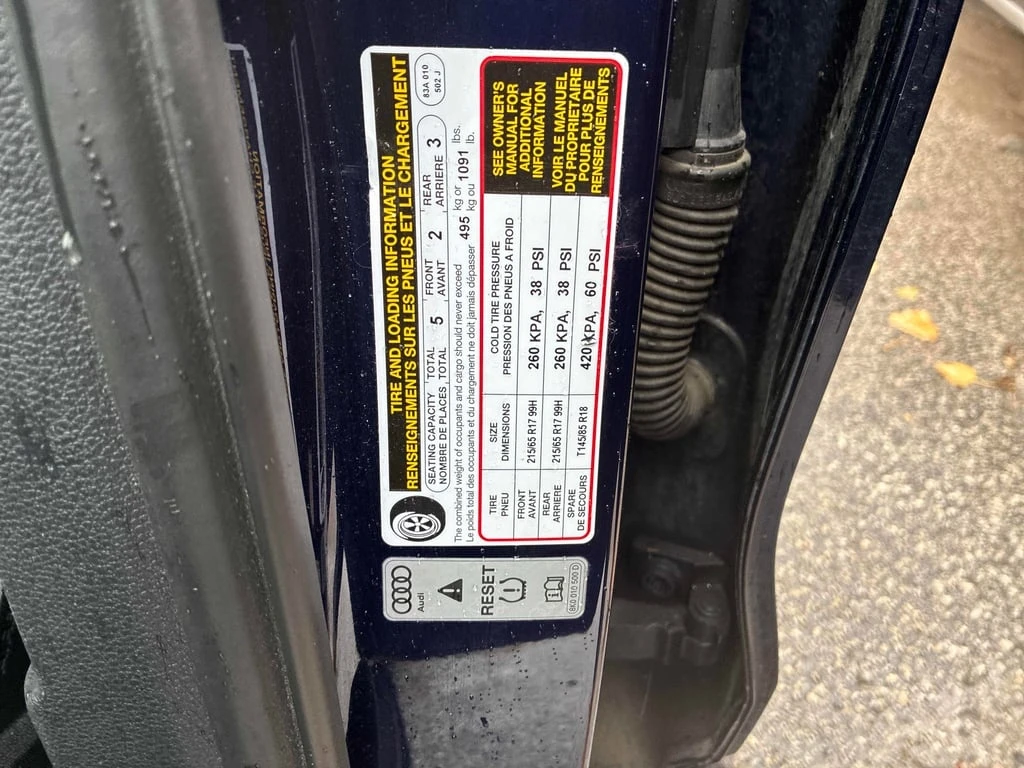 TIRE AND LOADING INFORMATION
RENSEIGNEMENTS SUR LES PNEUS ET LE CHARGEMENT
83A 010
502 J
SEATING CAPACITY TOTAL 5 FRONT 2 REAR 3
NOMBRE DE PLACES TOTAL AVANT ARRIERE
The combined weight of occupants and cargo should never exceed 495 kg or 1091 lbs.
Le poids total des occupants et du chargement ne doit jamais dépasser kg ou lb.
TIRE SIZE COLD TIRE PRESSURE
PNEU DIMENSIONS PRESSION DES PNEUS A FROID
FRONT
AVANT 215/65 R17 99H 260 KPA, 38 PSI
REAR
ARRIERE 215/65 R17 99H 260 KPA, 38 PSI
SPARE
DE SECOURS T145/85 R18 420 KPA, 60 PSI
SEE OWNER'S
MANUAL FOR
ADDITIONAL
INFORMATION
VOIR LE MANUEL
DU PROPRIETAIRE
POUR PLUS DE
RENSEIGNEMENTS
Audi
RESET
8K0 010 500 D